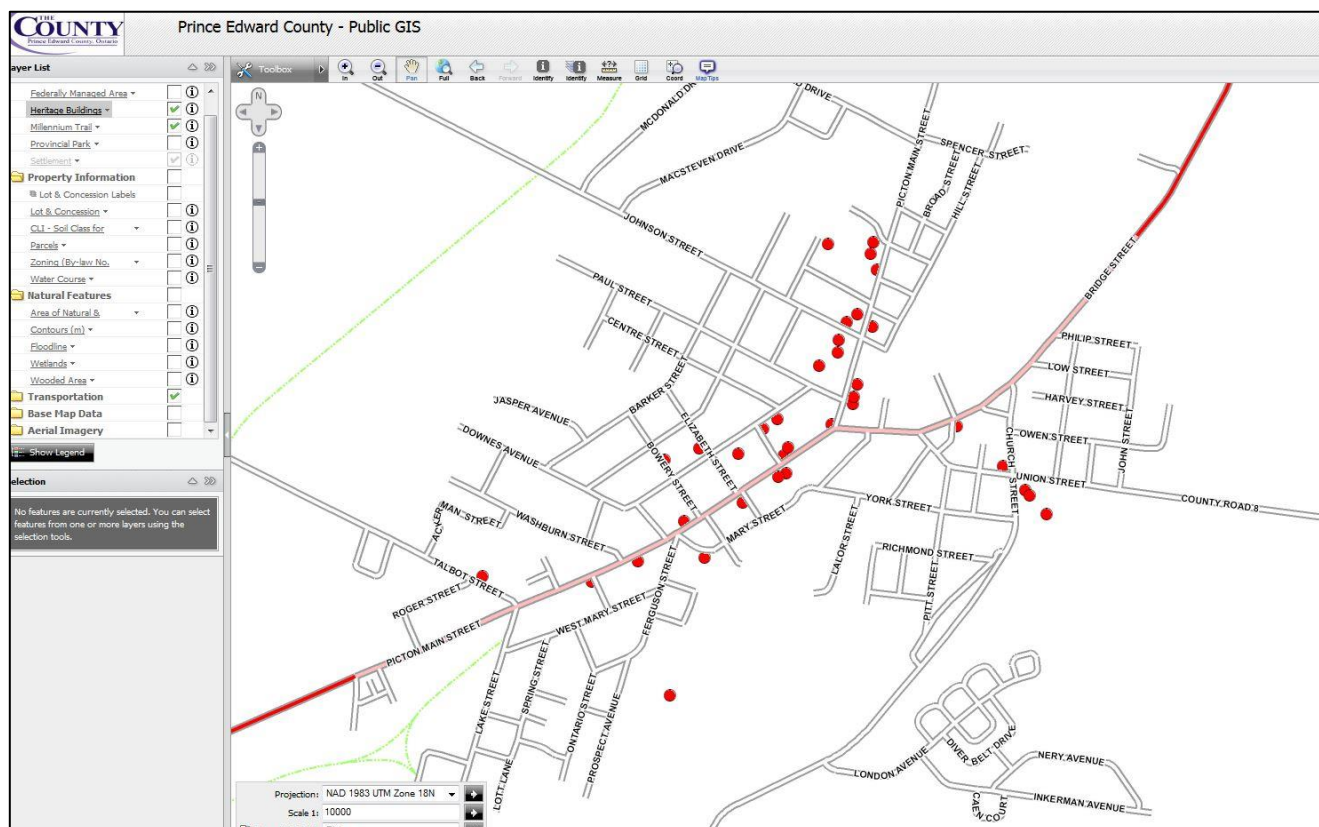 THE
COUNTY
Prince Edward County, Ontario
Prince Edward County - Public GIS
ayer List
Toolbox
In
Out
Pan
Full
Back
Forward
Identify
Identify
Measure
Grid
Coord
MapTips
Federally Managed Area
Heritage Buildings
Millennium Trail
Provincial Park
Settlement
Property Information
Lot & Concession Labels
Lot & Concession
CLI - Soil Class for
Parcels
Zoning (By-law No.
Water Course
Natural Features
Area of Natural &
Contours (m)
Floodline
Wetlands
Wooded Area
Transportation
Base Map Data
Aerial Imagery
Show Legend
election
No features are currently selected. You can select
features from one or more layers using the
selection tools.
N
MCDONALD DR
D DRIVE
MACSTEVEN DRIVE
PICTON MAIN STREET
SPENCER STREET
BROAD STREET
HILL STREET
JOHNSON STREET
BRIDGE STREET
PAUL STREET
CENTRE STREET
PHILIP STREET
LOW STREET
HARVEY STREET
JOHN STREET
OWEN STREET
CHURCH STREET
UNION STREET
COUNTY ROAD 8
BARKER STREET
JASPER AVENUE
ELIZABETH STREET
DOWNES AVENUE
BOWERY STREET
YORK STREET
MARY STREET
LALOR STREET
RICHMOND STREET
PITT STREET
ACKER
MAN STREET
WASHBURN STREET
TALBOT STREET
ROGER STREET
WEST MARY STREET
FERGUSON STREET
PICTON MAIN STREET
LAKE STREET
SPRING STREET
ONTARIO STREET
PROSPECT AVENUE
LOTT LANE
LONDON AVENUE
DIVER BELT DRIVE
NERY AVENUE
CAEN COURT
INKERMAN AVENUE
Projection: NAD 1983 UTM Zone 18N
Scale 1: 10000